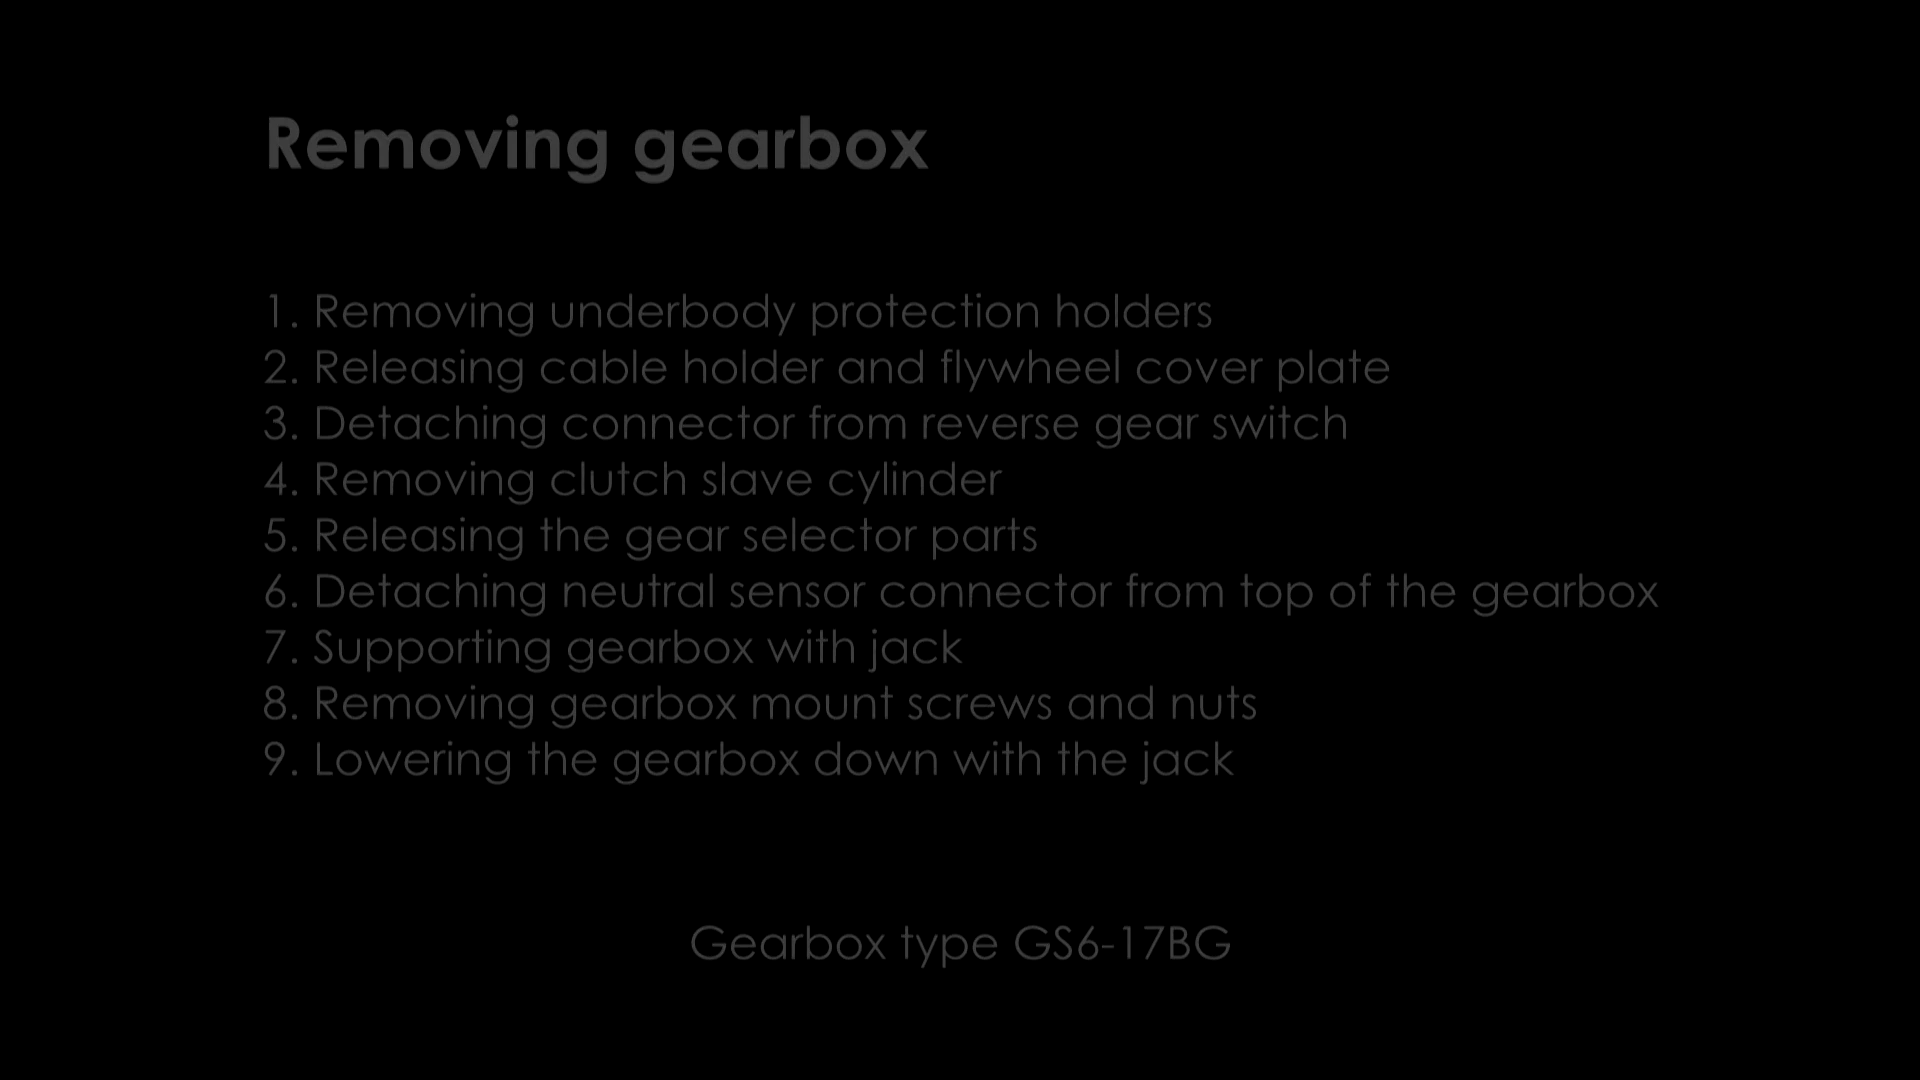 Removing gearbox
1. Removing underbody protection holders
2. Releasing cable holder and flywheel cover plate
3. Detaching connector from reverse gear switch
4. Removing clutch slave cylinder
5. Releasing the gear selector parts
6. Detaching neutral sensor connector from top of the gearbox
7. Supporting gearbox with jack
8. Removing gearbox mount screws and nuts
9. Lowering the gearbox down with the jack
Gearbox type GS6-17BG